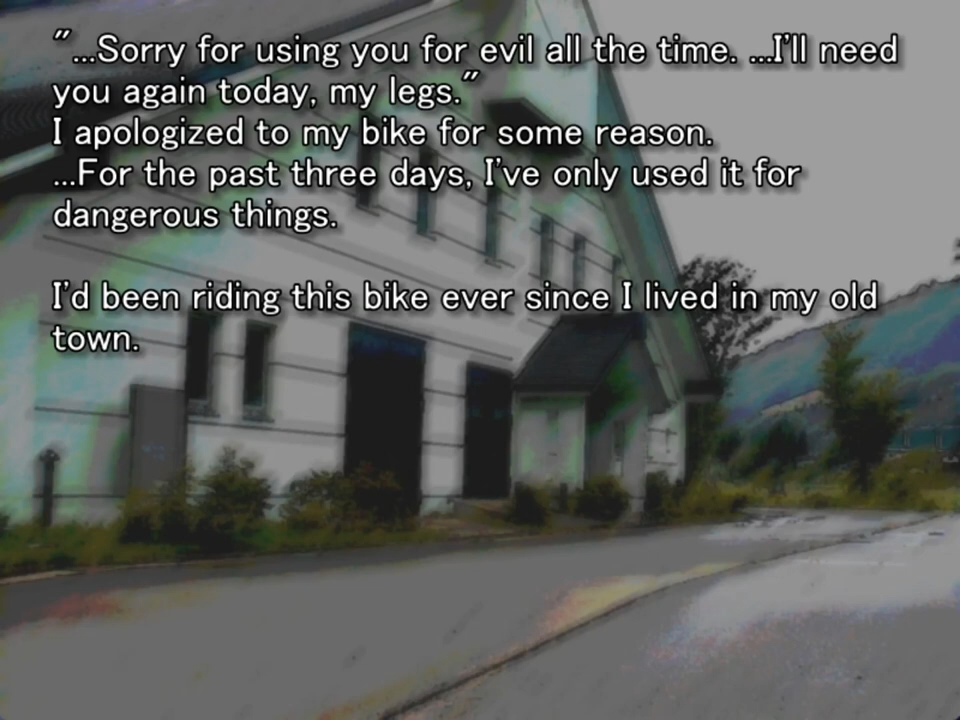 "...Sorry for using you for evil all the time. ...I'll need
you again today, my legs."
I apologized to my bike for some reason.
...For the past three days, I've only used it for
dangerous things.
I'd been riding this bike ever since I lived in my old
town.